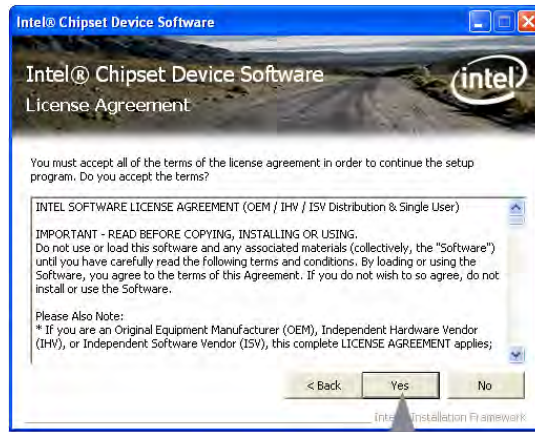 Intel® Chipset Device Software
Intel® Chipset Device Software
intel
License Agreement
You must accept all of the terms of the license agreement in order to continue the setup
program. Do you accept the terms?
INTEL SOFTWARE LICENSE AGREEMENT (OEM / IHV / ISV Distribution & Single User)
IMPORTANT - READ BEFORE COPYING, INSTALLING OR USING.
Do not use or load this software and any associated materials (collectively, the "Software")
until you have carefully read the following terms and conditions. By loading or using the
Software, you agree to the terms of this Agreement. If you do not wish to so agree, do not
install or use the Software.
Please Also Note:
* If you are an Original Equipment Manufacturer (OEM), Independent Hardware Vendor
(IHV), or Independent Software Vendor (ISV), this complete LICENSE AGREEMENT applies;
< Back
Yes
No
Installation Framework